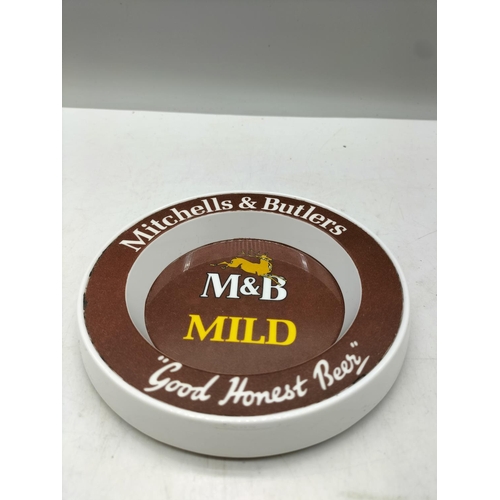 Mitchells & Butlers
M&B
MILD
"Good Honest Beer"